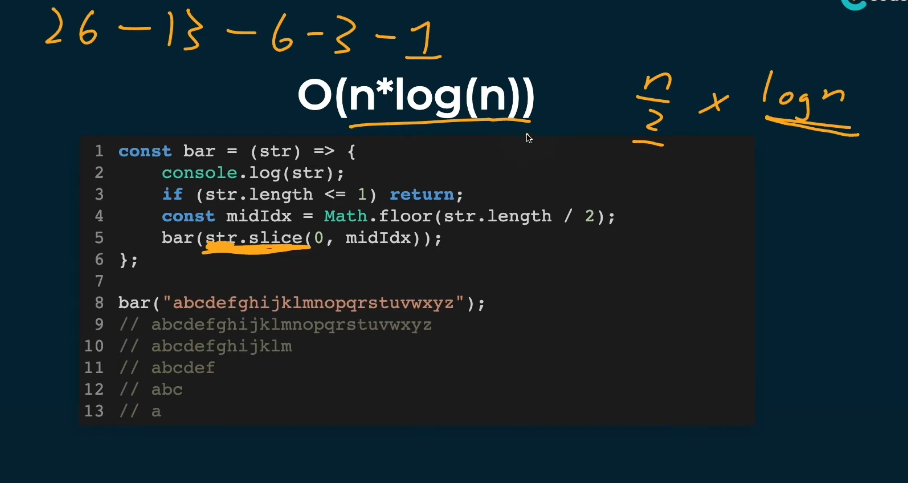 26 - 13 - 6 - 3 - 1
O(n*log(n))
n/2 x log n
1 const bar = (str) => {
2     console.log(str);
3     if (str.length <= 1) return;
4     const midIdx = Math.floor(str.length / 2);
5     bar(str.slice(0, midIdx));
6 };
7
8 bar("abcdefghijklmnopqrstuvwxyz");
9 // abcdefghijklmnopqrstuvwxyz
10 // abcdefghijklm
11 // abcdef
12 // abc
13 // a